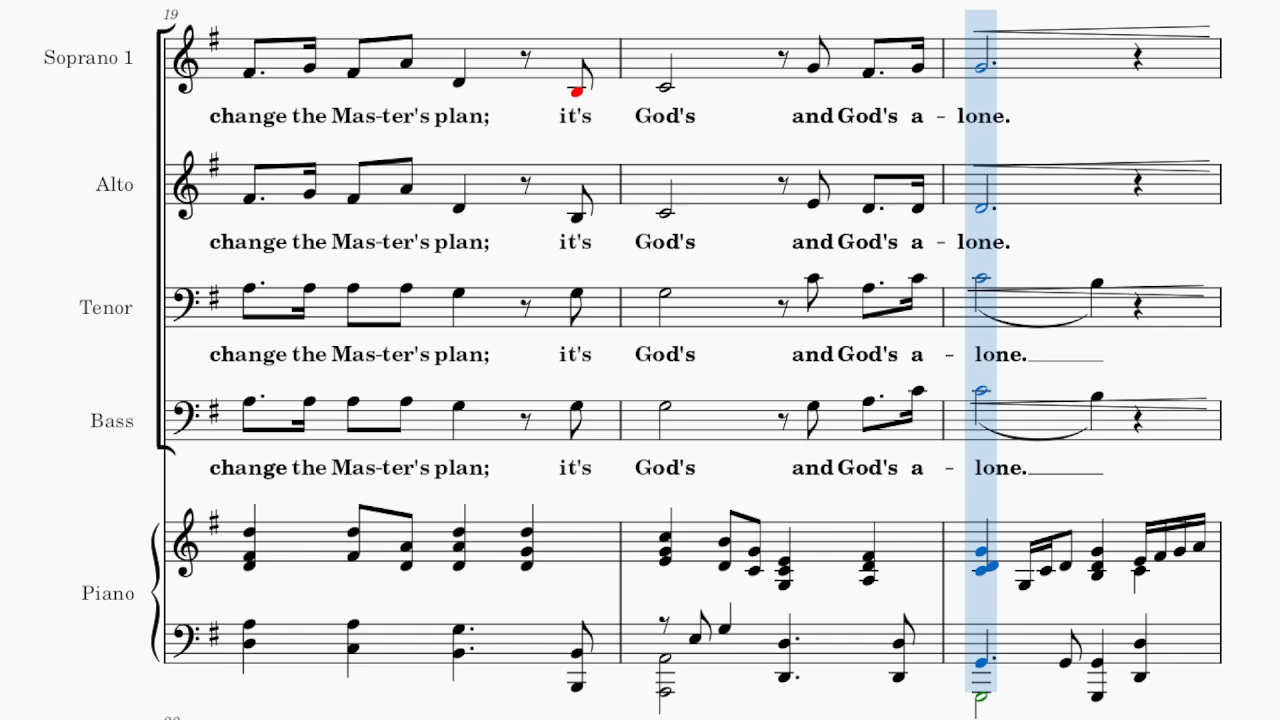 19
Soprano 1
change the Mas-ter's plan; it's God's and God's a - lone.
Alto
change the Mas-ter's plan; it's God's and God's a - lone.
Tenor
change the Mas-ter's plan; it's God's and God's a - lone.
Bass
change the Mas-ter's plan; it's God's and God's a - lone.
Piano